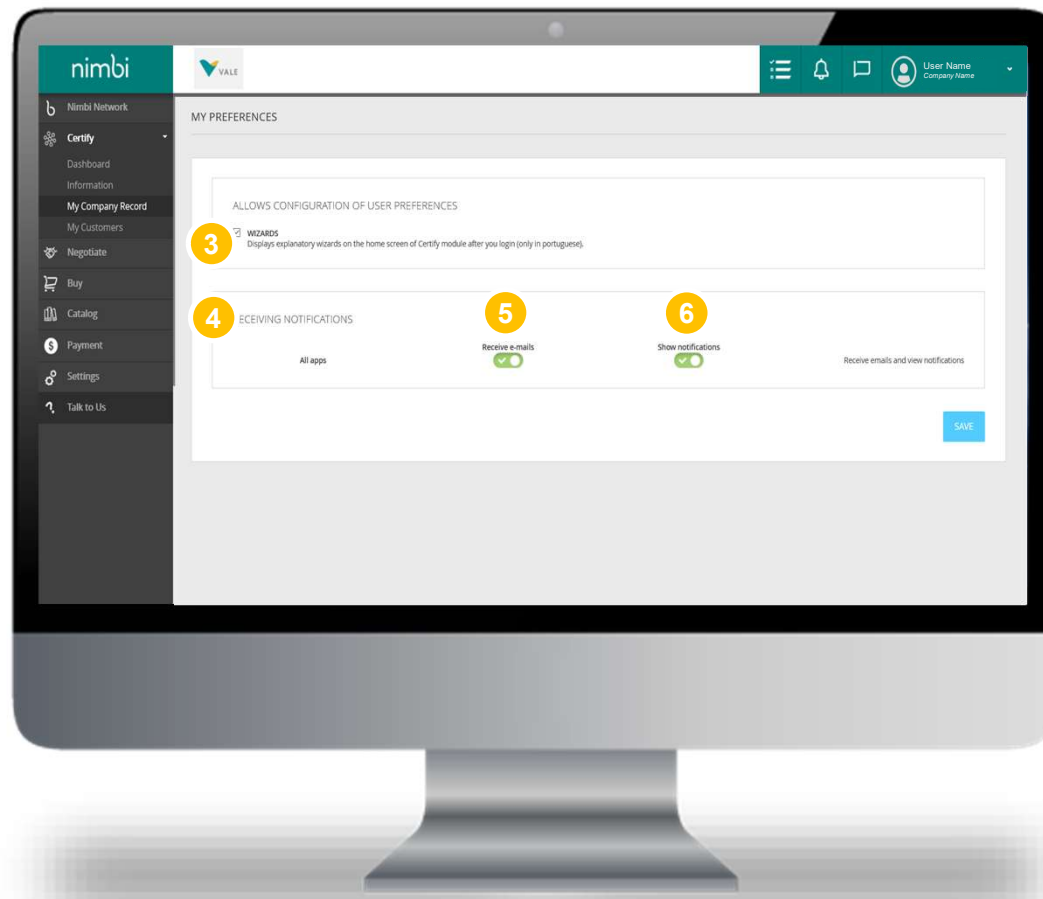 nimbi
VALE
User Name
Company Name
Nimbi Network
Certify
Dashboard
Information
My Company Record
My Customers
Negotiate
Buy
Catalog
Payment
Settings
Talk to Us
MY PREFERENCES
ALLOWS CONFIGURATION OF USER PREFERENCES
3
WIZARDS
Displays explanatory wizards on the home screen of Certify module after you login (only in portuguese).
4
ECEIVING NOTIFICATIONS
5
6
Receive e-mails
Show notifications
All apps
Receive emails and view notifications
SAVE